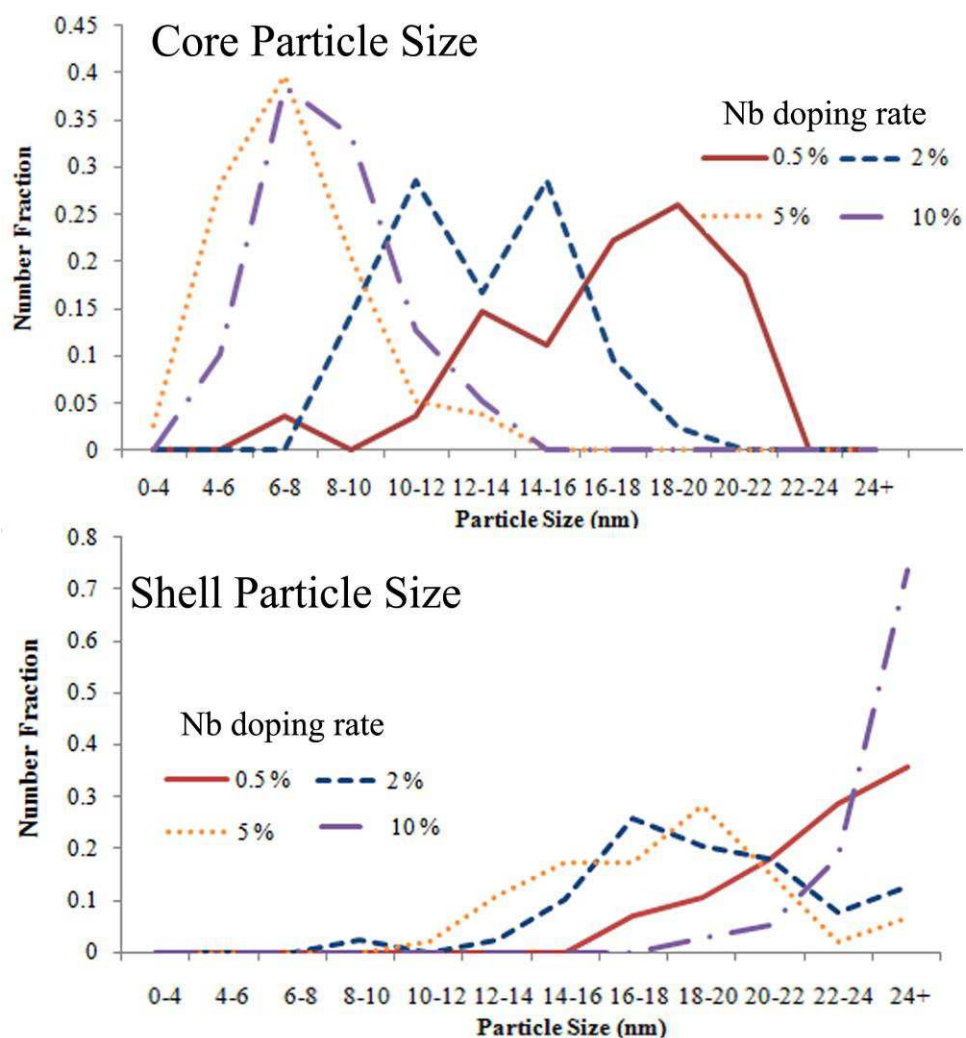 Core Particle Size
0.45
0.4
0.35
0.3
0.25
0.2
0.15
0.1
0.05
0
Number Fraction
Nb doping rate
0.5 % 2 %
5 % 10 %
0-4 4-6 6-8 8-10 10-12 12-14 14-16 16-18 18-20 20-22 22-24 24+
Particle Size (nm)
Shell Particle Size
0.8
0.7
0.6
0.5
0.4
0.3
0.2
0.1
0
Number Fraction
Nb doping rate
0.5 % 2 %
5 % 10 %
0-4 4-6 6-8 8-10 10-12 12-14 14-16 16-18 18-20 20-22 22-24 24+
Particle Size (nm)